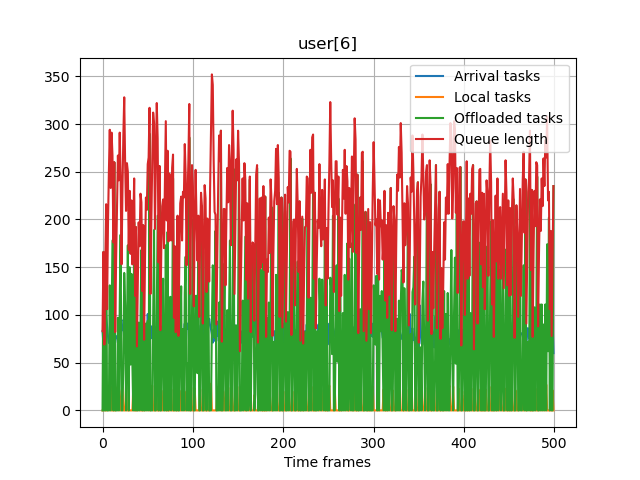 user[6]
Arrival tasks
Local tasks
Offloaded tasks
Queue length
350
300
250
200
150
100
50
0
0 100 200 300 400 500
Time frames